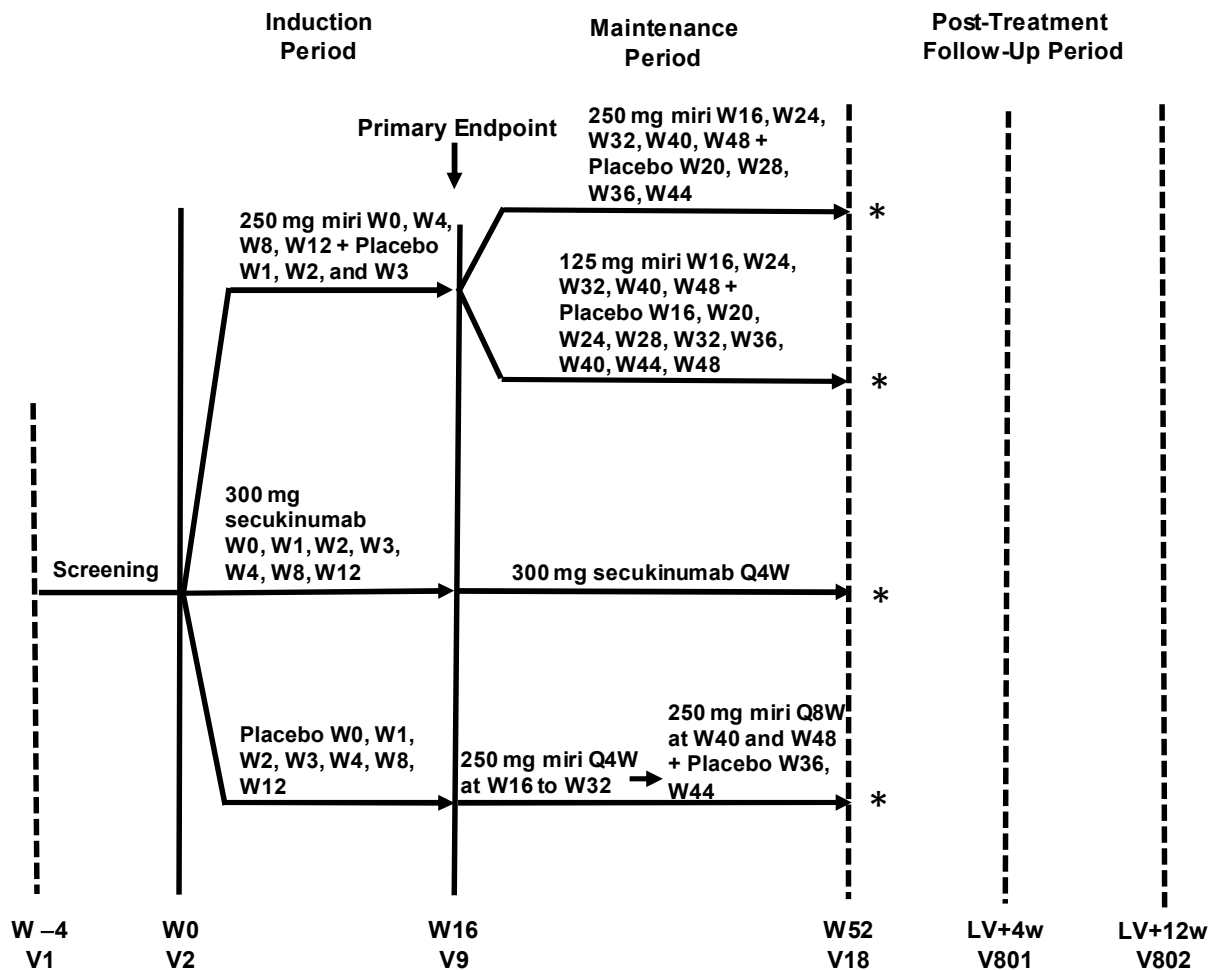 Induction
Period
Maintenance
Period
Post-Treatment
Follow-Up Period
Primary Endpoint
250 mg miri W16, W24,
W32, W40, W48 +
Placebo W20, W28,
W36, W44
*
250 mg miri W0, W4,
W8, W12 + Placebo
W1, W2, and W3
125 mg miri W16, W24,
W32, W40, W48 +
Placebo W16, W20,
W24, W28, W32, W36,
W40, W44, W48
*
300 mg
secukinumab
W0, W1, W2, W3,
W4, W8, W12
Screening
300 mg secukinumab Q4W
*
Placebo W0, W1,
W2, W3, W4, W8,
W12
250 mg miri Q4W
at W16 to W32
250 mg miri Q8W
at W40 and W48
+ Placebo W36,
W44
*
W –4
V1
W0
V2
W16
V9
W52
V18
LV+4w
V801
LV+12w
V802